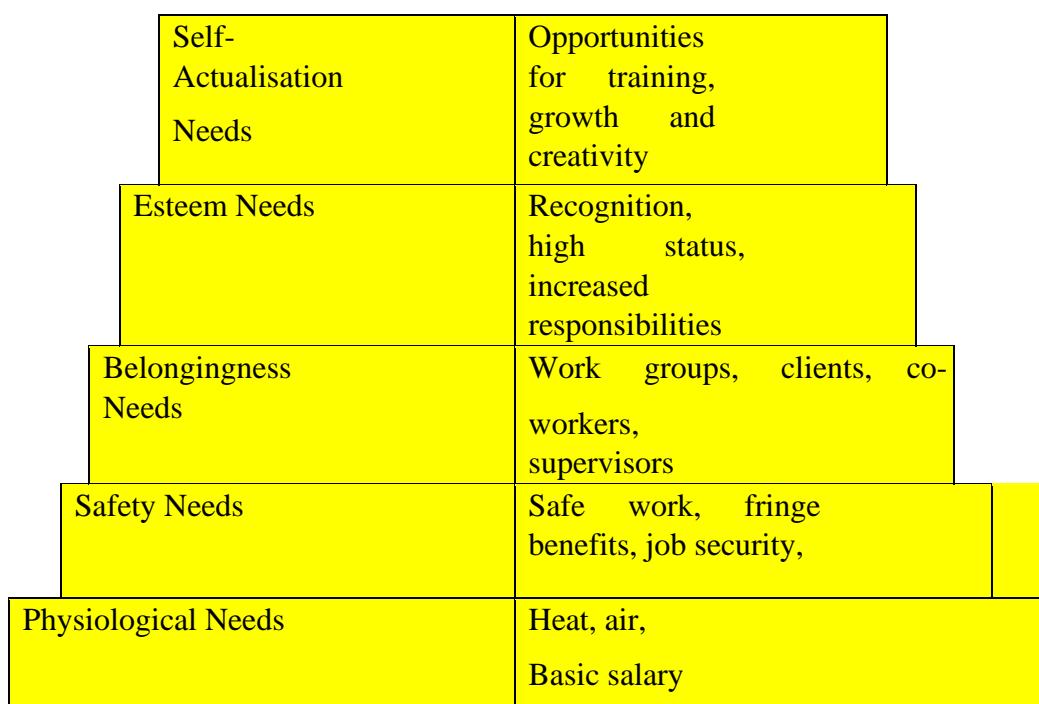 Self-
Actualisation
Needs
Opportunities
for training,
growth and
creativity
Esteem Needs
Recognition,
high status,
increased
responsibilities
Belongingness
Needs
Work groups, clients, co-
workers,
supervisors
Safety Needs
Safe work, fringe
benefits, job security,
Physiological Needs
Heat, air,
Basic salary